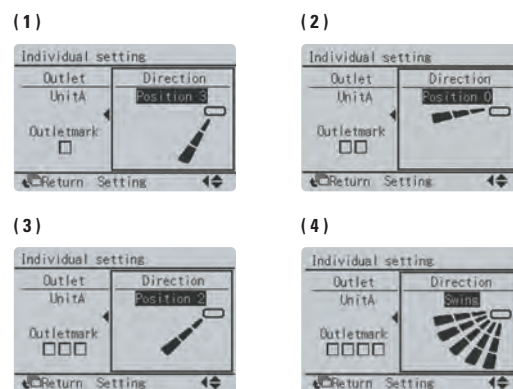 (1)
Individual setting
Outlet Direction
UnitA Position 3
Outletmark
□
Return Setting
(2)
Individual setting
Outlet Direction
UnitA Position 0
Outletmark
□□
Return Setting
(3)
Individual setting
Outlet Direction
UnitA Position 2
Outletmark
□□□
Return Setting
(4)
Individual setting
Outlet Direction
UnitA Swing
Outletmark
□□□□
Return Setting